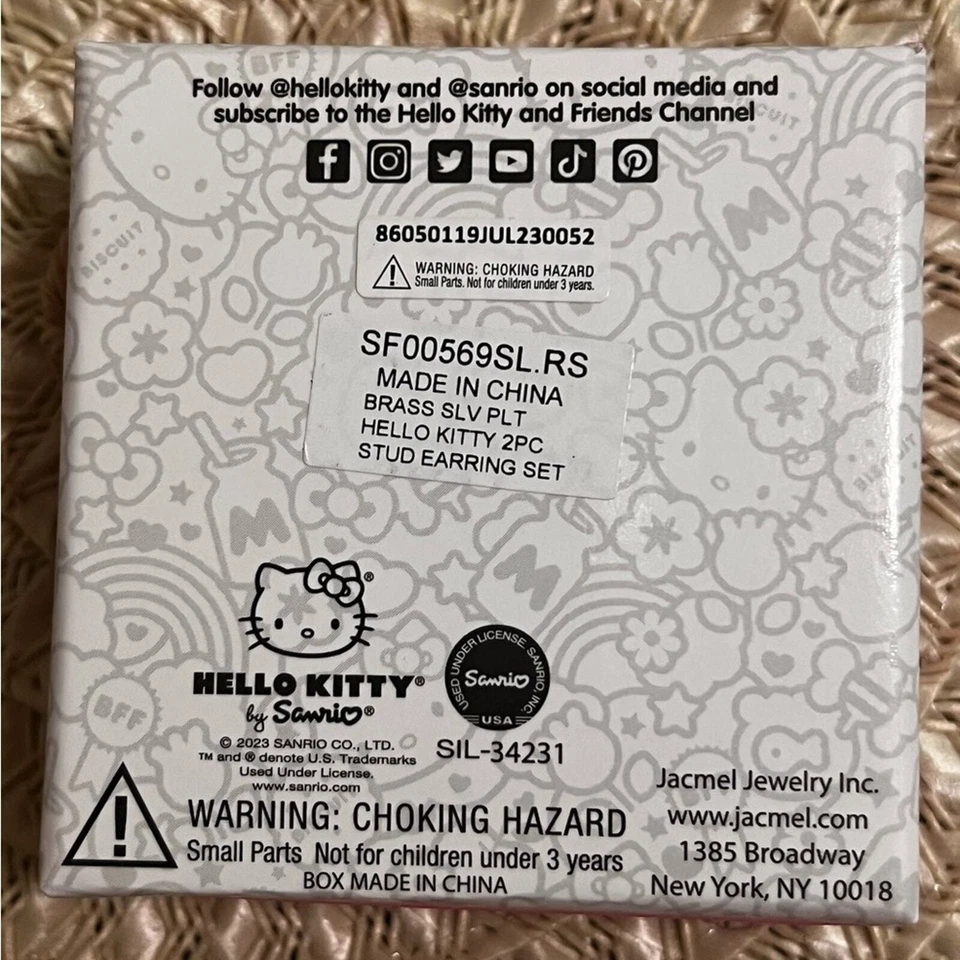 Follow @hellokitty and @sanrio on social media and
subscribe to the Hello Kitty and Friends Channel
86050119JUL230052
WARNING: CHOKING HAZARD
Small Parts. Not for children under 3 years.
SF00569SL.RS
MADE IN CHINA
BRASS SLV PLT
HELLO KITTY 2PC
STUD EARRING SET
HELLO KITTY®
by Sanrio®
© 2023 SANRIO CO., LTD.
TM and ® denote U.S. Trademarks
Used Under License.
www.sanrio.com
USED UNDER LICENSE SANRIO, INC.
Sanrio
USA
SIL-34231
WARNING: CHOKING HAZARD
Small Parts Not for children under 3 years
BOX MADE IN CHINA
Jacmel Jewelry Inc.
www.jacmel.com
1385 Broadway
New York, NY 10018
BFF
BISCUIT
BISCUIT
M
M
M
BFF